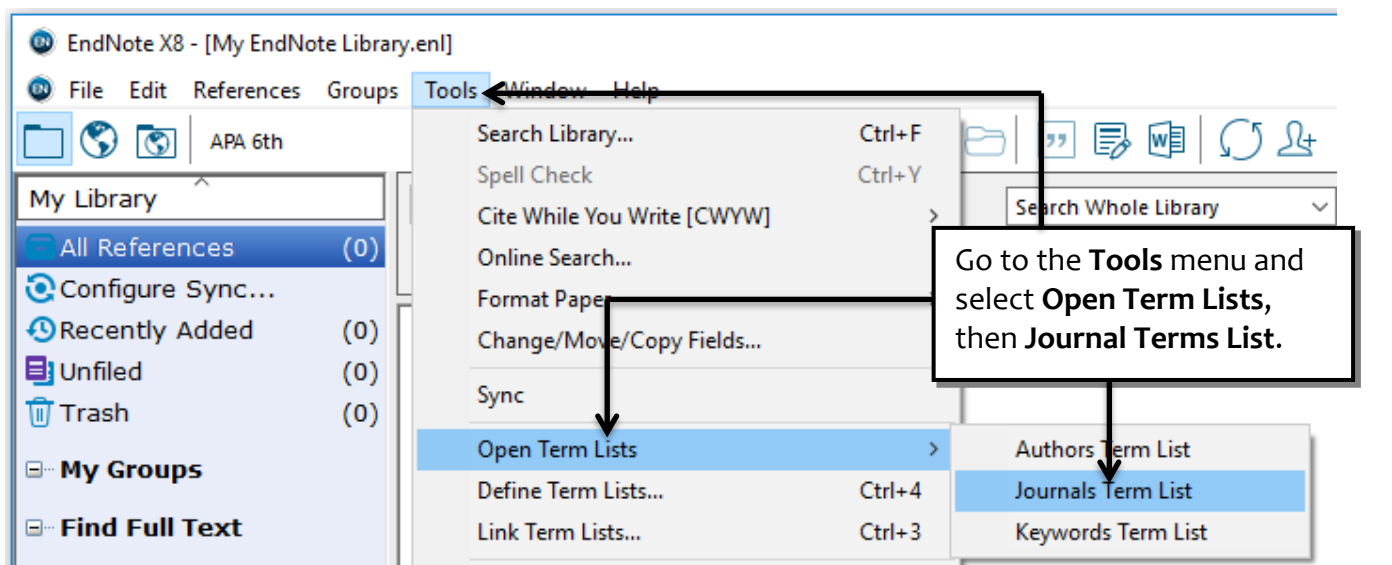 EndNote X8 - [My EndNote Library.enl]
File Edit References Groups Tools Window Help
APA 6th
My Library
All References (0)
Configure Sync...
Recently Added (0)
Unfiled (0)
Trash (0)
My Groups
Find Full Text
Search Library... Ctrl+F
Spell Check Ctrl+Y
Cite While You Write [CWYW]
Online Search...
Format Paper
Change/Move/Copy Fields...
Sync
Open Term Lists
Define Term Lists... Ctrl+4
Link Term Lists... Ctrl+3
Search Whole Library
Go to the Tools menu and
select Open Term Lists,
then Journal Terms List.
Authors Term List
Journals Term List
Keywords Term List